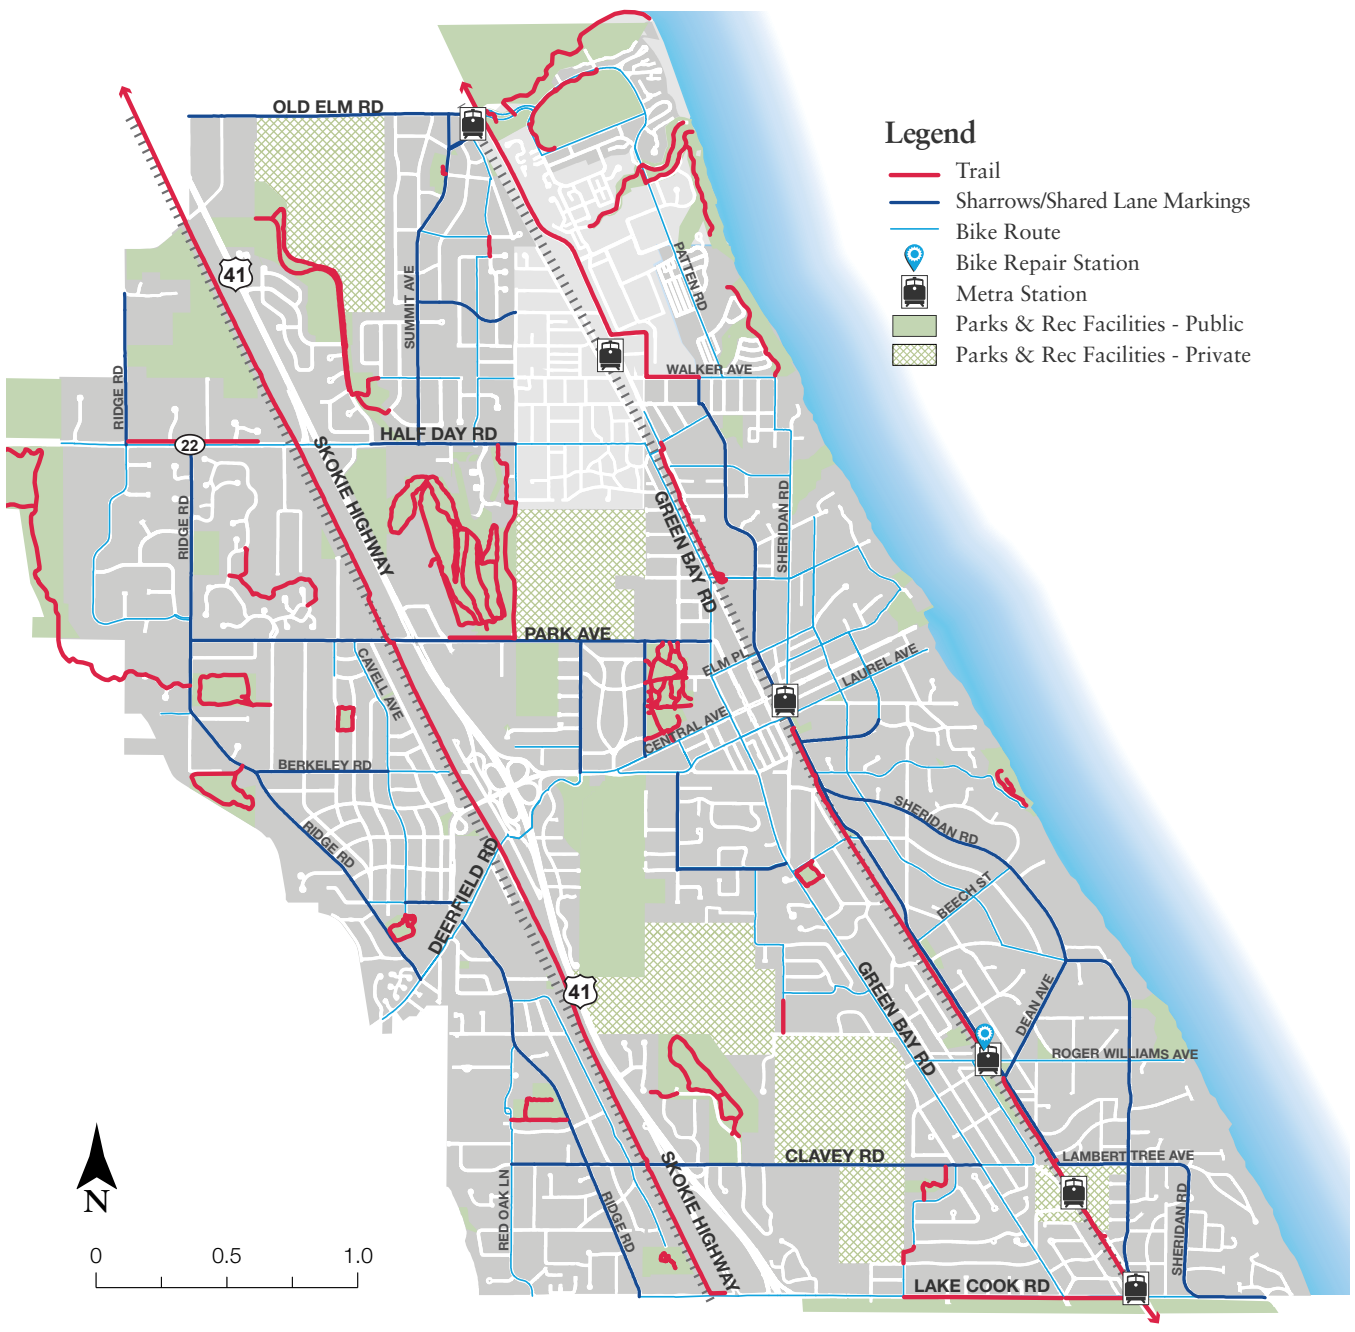 OLD ELM RD
Legend
Trail
Sharrows/Shared Lane Markings
Bike Route
Bike Repair Station
Metra Station
Parks & Rec Facilities - Public
Parks & Rec Facilities - Private
41
PATTEN RD
SUMMIT AVE
WALKER AVE
RIDGE RD
HALF DAY RD
22
SKOKIE HIGHWAY
RIDGE RD
GREEN BAY RD
SHERIDAN RD
PARK AVE
ELM PL
LAUREL AVE
CAVELL AVE
CENTRAL AVE
BERKELEY RD
SHERIDAN RD
RIDGE RD
DEERFIELD RD
BEECH ST
41
GREEN BAY RD
DEAN AVE
ROGER WILLIAMS AVE
CLAVEY RD
LAMBERT TREE AVE
RED OAK LN
RIDGE RD
SKOKIE HIGHWAY
SHERIDAN RD
LAKE COOK RD
N
0 0.5 1.0